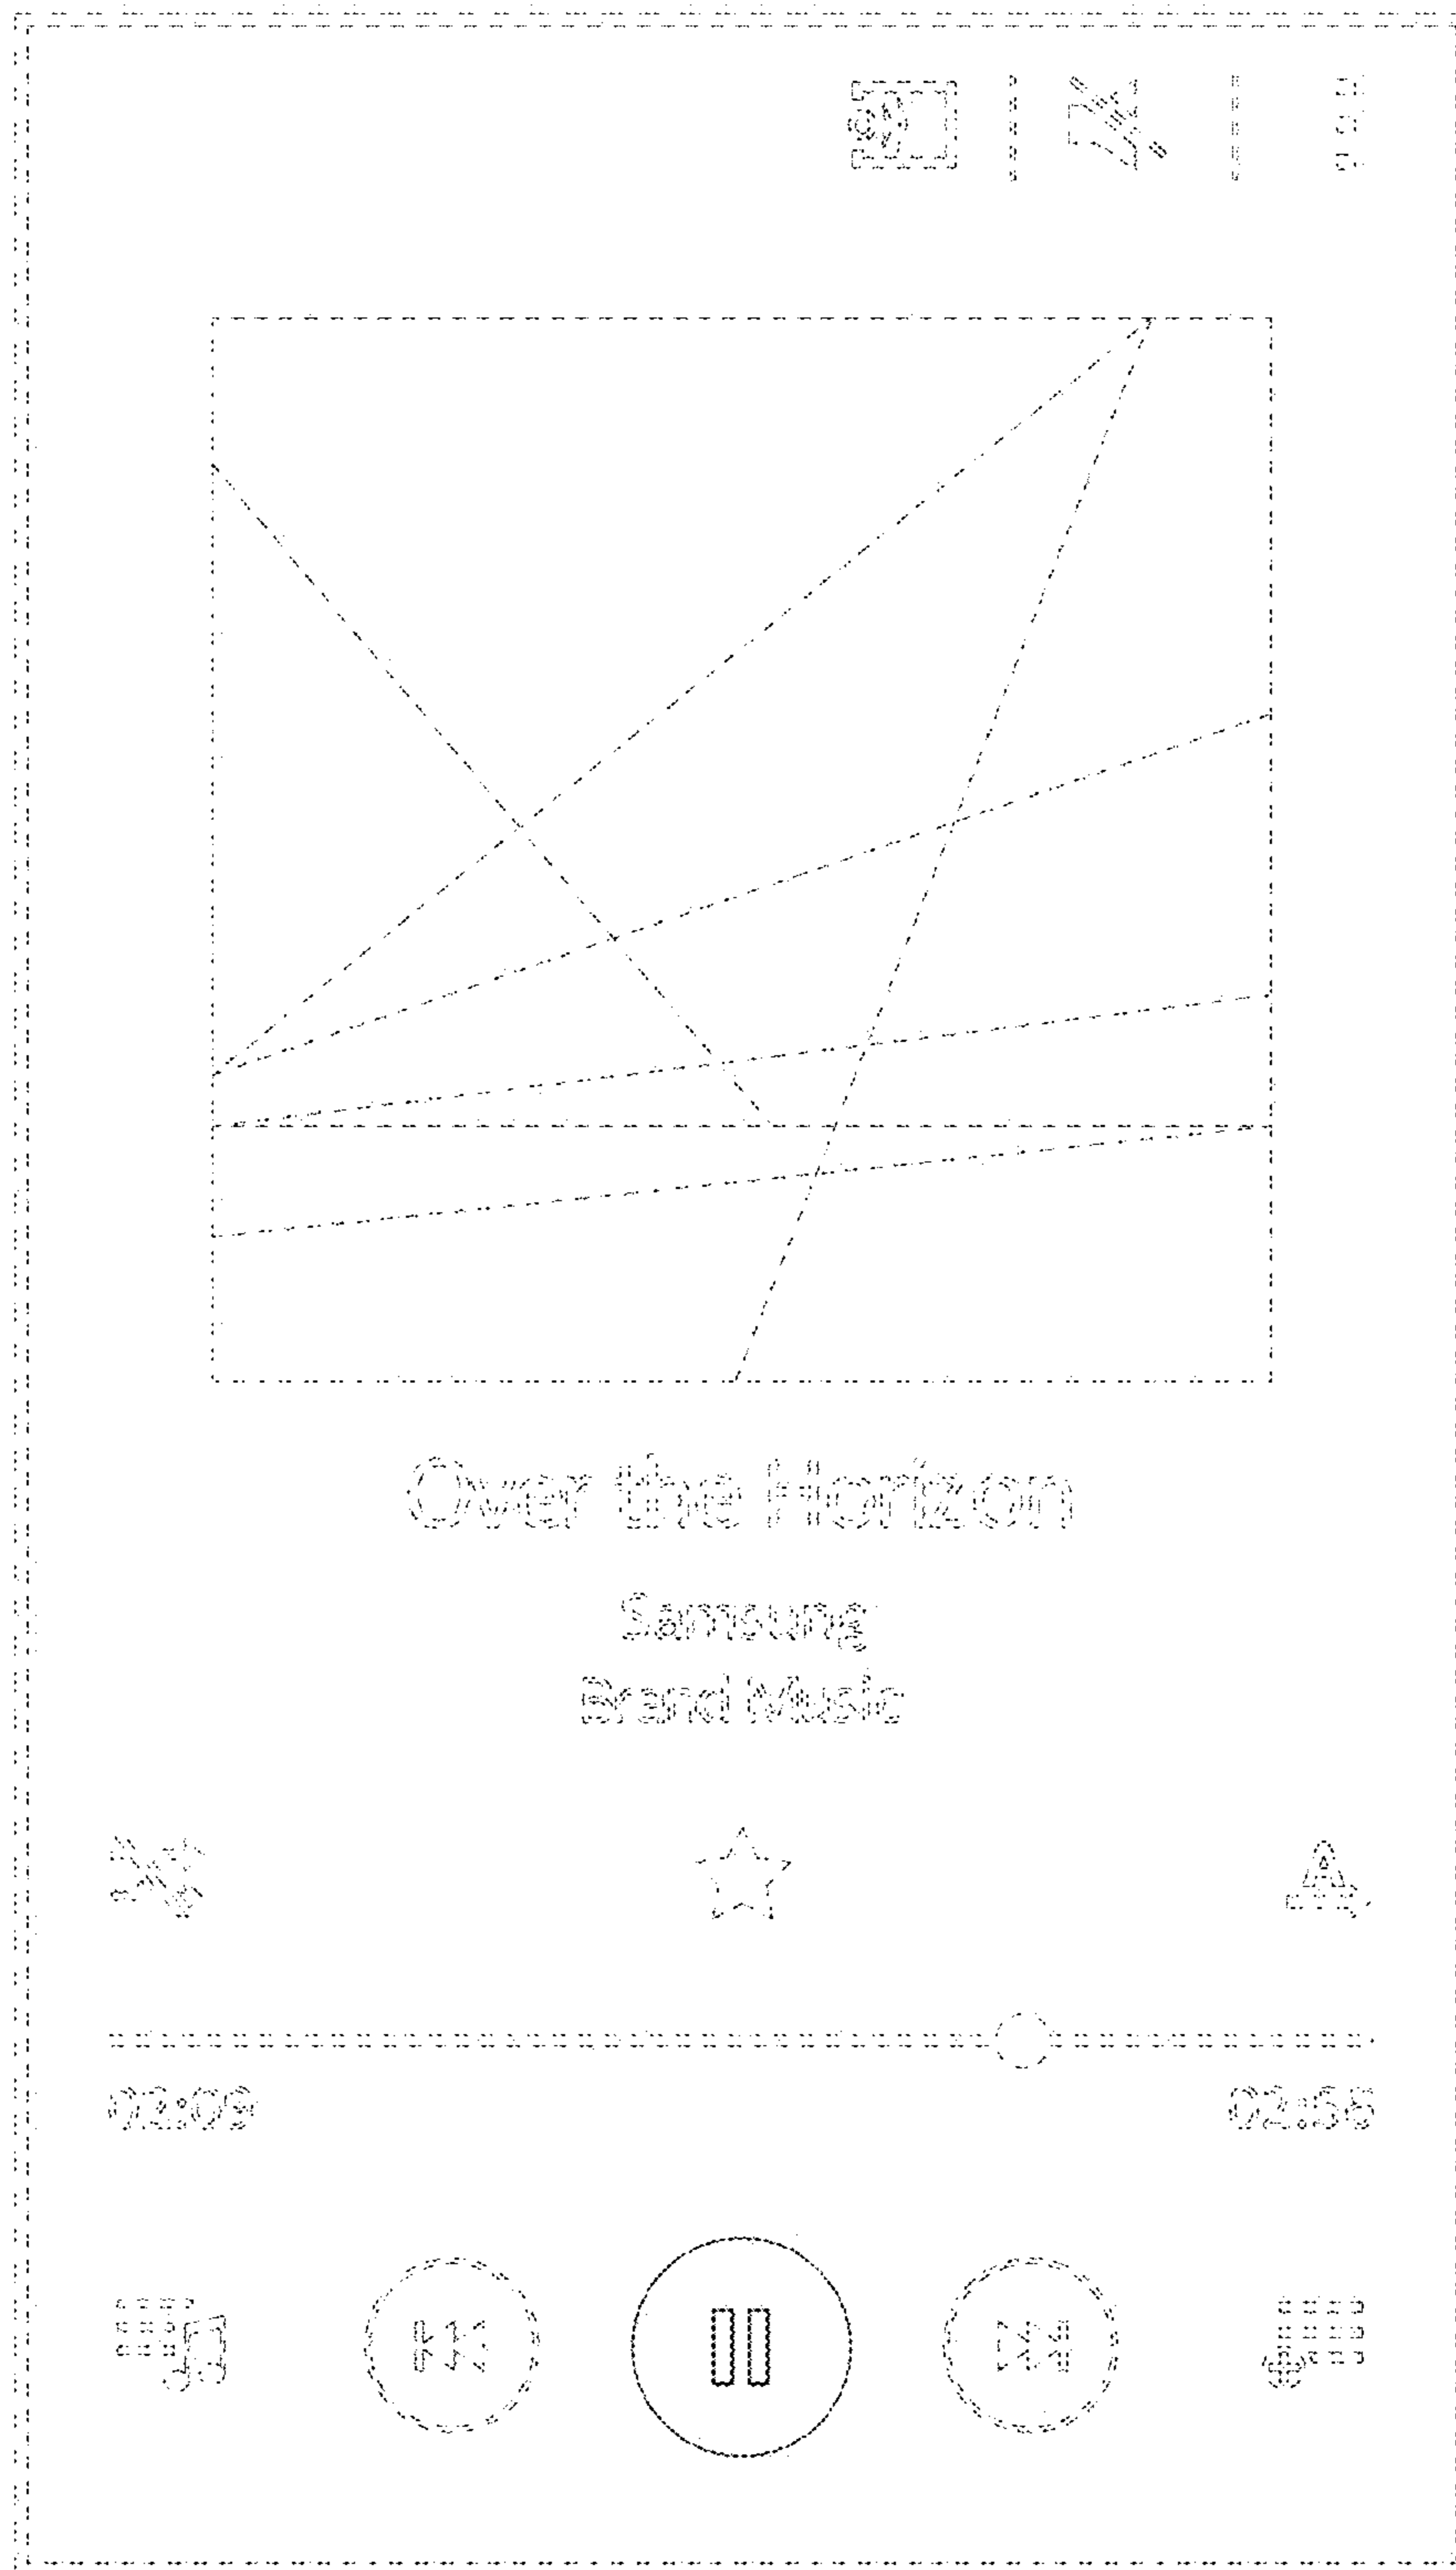 Over the Horizon
Samsung
Brand Music
A
02:09
02:56